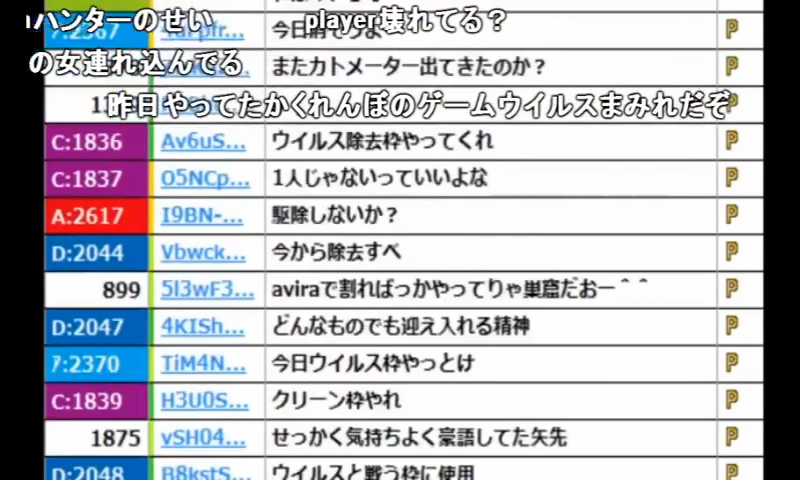 ハンターのせい
player壊れてる？
ｱ:2367
の女連れ込んでる
またカトメーター出てきたのか？
P
昨日やってたかくれんぼのゲームウイルスまみれだぞ
C:1836 Av6uS... ウイルス除去枠やってくれ P
C:1837 O5NCp... 1人じゃないっていいよな P
A:2617 I9BN-... 駆除しないか？ P
D:2044 Vbwck... 今から除去すべ P
899 5l3wF3... aviraで割ればっかやってりゃ巣窟だおー＾＾ P
D:2047 4KISh... どんなものでも迎え入れる精神 P
ｱ:2370 TiM4N... 今日ウイルス枠やっとけ P
C:1839 H3U0S... クリーン枠やれ P
1875 vSH04... せっかく気持ちよく豪語してた矢先 P
D:2048 B8kstS... ウイルスと戦う枠に使用 P